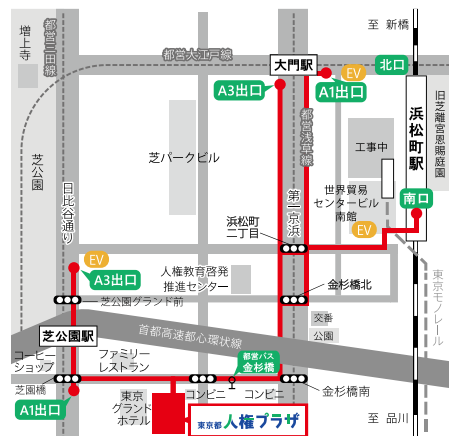 至 新橋
増上寺
都営三田線
都営大江戸線
大門駅
EV
北口
A3出口
A1出口
旧芝離宮恩賜庭園
浜松町駅
都営浅草線
工事中
芝パークビル
芝公園
日比谷通り
第一京浜
世界貿易
センタービル
南館
南口
浜松町
二丁目
EV
EV
A3出口
人権教育啓発
推進センター
金杉橋北
芝公園グランド前
東京モノレール
交番
公園
芝公園駅
首都高速都心環状線
コーヒー
ショップ
ファミリー
レストラン
都営バス
金杉橋
芝園橋
コンビニ
コンビニ
金杉橋南
A1出口
東京
グランド
ホテル
東京都 人権プラザ
至 品川